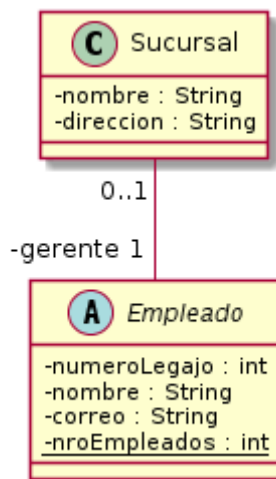 C Sucursal
-nombre : String
-direccion : String
0..1
-gerente 1
A Empleado
-numeroLegajo : int
-nombre : String
-correo : String
-nroEmpleados : int